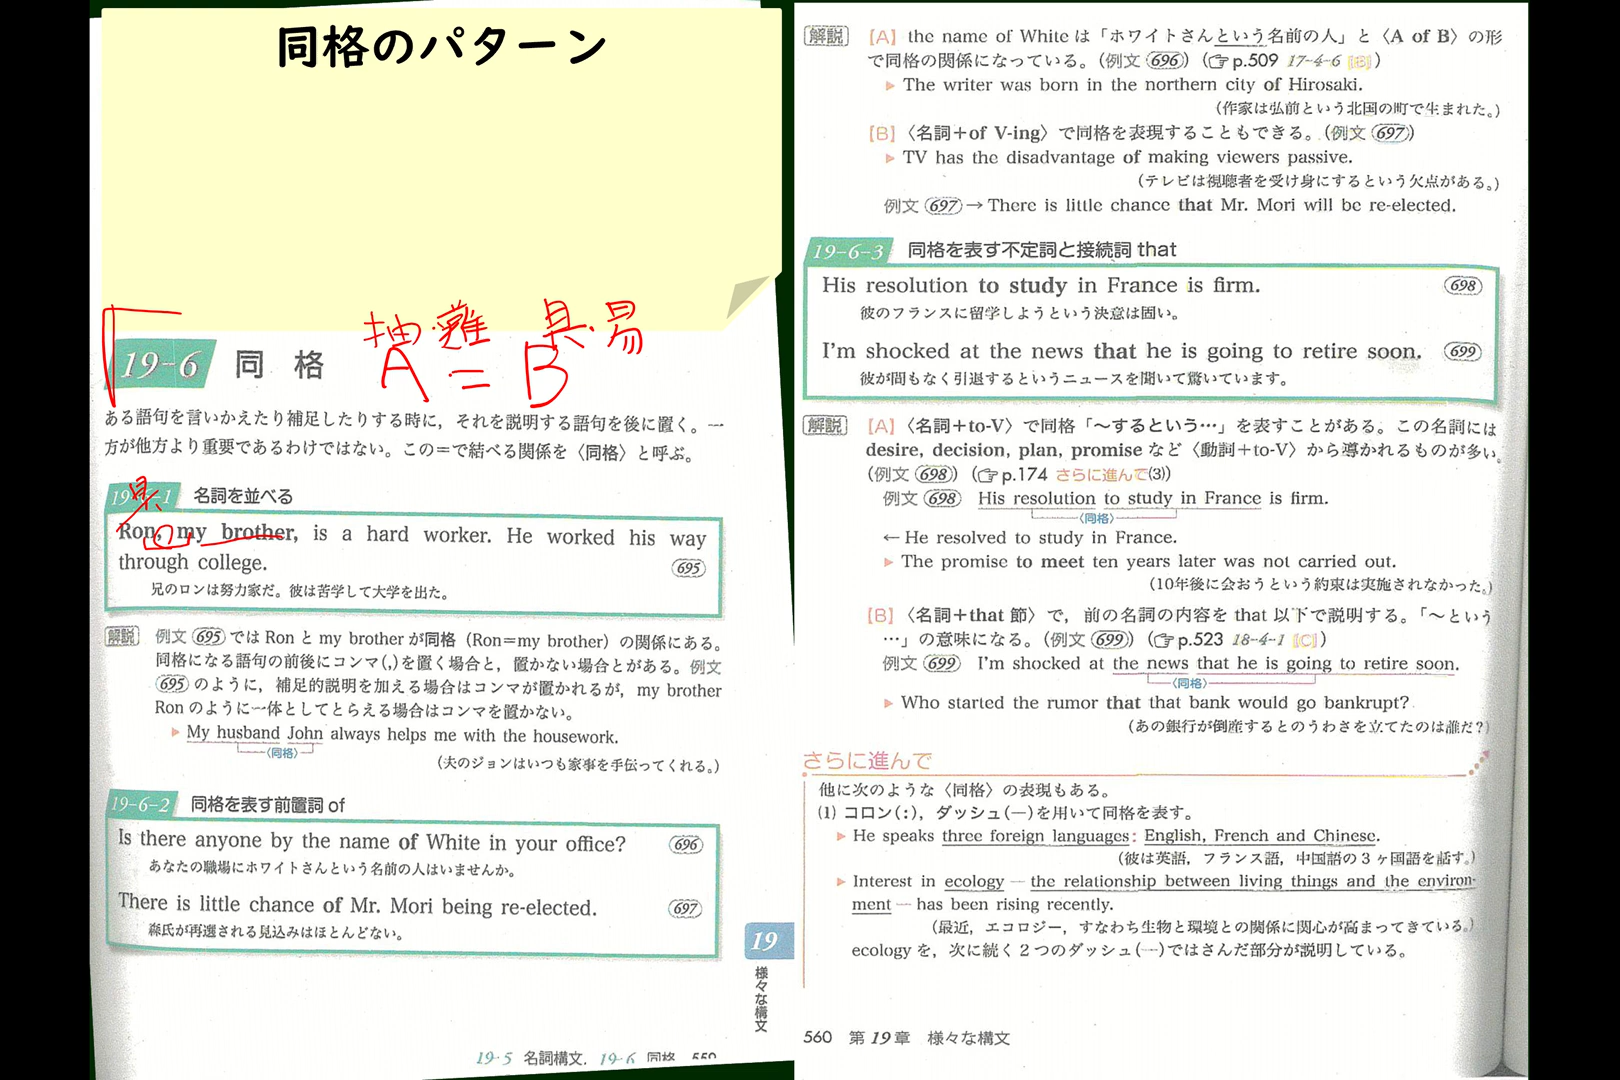 同格のパターン
抽・難 具・易
A = B
19-6 同格
ある語句を言いかえたり補足したりする時に，それを説明する語句を後に置く。一
方が他方より重要であるわけではない。この＝で結べる関係を〈同格〉と呼ぶ。
具
名詞を並べる
Ron, my brother, is a hard worker. He worked his way
through college. 695
兄のロンは努力家だ。彼は苦学して大学を出た。
解説 例文 695 では Ron と my brother が同格（Ron＝my brother）の関係にある。
同格になる語句の前後にコンマ(,)を置く場合と，置かない場合とがある。例文
695 のように，補足的説明を加える場合はコンマが置かれるが，my brother
Ron のように一体としてとらえる場合はコンマを置かない。
▶ My husband John always helps me with the housework.
〈同格〉
（夫のジョンはいつも家事を手伝ってくれる。）
19-6-2 同格を表す前置詞 of
Is there anyone by the name of White in your office? 696
あなたの職場にホワイトさんという名前の人はいませんか。
There is little chance of Mr. Mori being re-elected. 697
森氏が再選される見込みはほとんどない。
19
様々な構文
19-5 名詞構文, 19-6 同格 559
解説 [A] the name of White は「ホワイトさんという名前の人」と〈A of B〉の形
で同格の関係になっている。（例文 696）（☞ p.509 17-4-6 [B]）
▶ The writer was born in the northern city of Hirosaki.
（作家は弘前という北国の町で生まれた。）
[B] 〈名詞＋of V-ing〉で同格を表現することもできる。（例文 697）
▶ TV has the disadvantage of making viewers passive.
（テレビは視聴者を受け身にするという欠点がある。）
例文 697 → There is little chance that Mr. Mori will be re-elected.
19-6-3 同格を表す不定詞と接続詞 that
His resolution to study in France is firm. 698
彼のフランスに留学しようという決意は固い。
I'm shocked at the news that he is going to retire soon. 699
彼が間もなく引退するというニュースを聞いて驚いています。
解説 [A] 〈名詞＋to-V〉で同格「〜するという…」を表すことがある。この名詞には
desire, decision, plan, promise など〈動詞＋to-V〉から導かれるものが多い。
（例文 698）（☞ p.174 さらに進んで(3)）
例文 698 His resolution to study in France is firm.
〈同格〉
← He resolved to study in France.
▶ The promise to meet ten years later was not carried out.
（10年後に会おうという約束は実施されなかった。）
[B] 〈名詞＋that 節〉で，前の名詞の内容を that 以下で説明する。「〜という
…」の意味になる。（例文 699）（☞ p.523 18-4-1 [C]）
例文 699 I'm shocked at the news that he is going to retire soon.
〈同格〉
▶ Who started the rumor that that bank would go bankrupt?
（あの銀行が倒産するとのうわさを立てたのは誰だ？）
さらに進んで
他に次のような〈同格〉の表現もある。
(1) コロン(：)，ダッシュ(—)を用いて同格を表す。
▶ He speaks three foreign languages: English, French and Chinese.
（彼は英語，フランス語，中国語の3ヶ国語を話す。）
▶ Interest in ecology — the relationship between living things and the environ-
ment — has been rising recently.
（最近，エコロジー，すなわち生物と環境との関係に関心が高まってきている。）
ecology を，次に続く2つのダッシュ(—)ではさんだ部分が説明している。
560 第19章 様々な構文